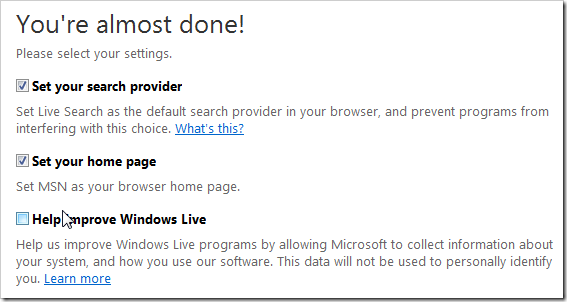 You're almost done!
Please select your settings.
Set your search provider
Set Live Search as the default search provider in your browser, and prevent programs from
interfering with this choice. What's this?
Set your home page
Set MSN as your browser home page.
Help improve Windows Live
Help us improve Windows Live programs by allowing Microsoft to collect information about
your system, and how you use our software. This data will not be used to personally identify
you. Learn more